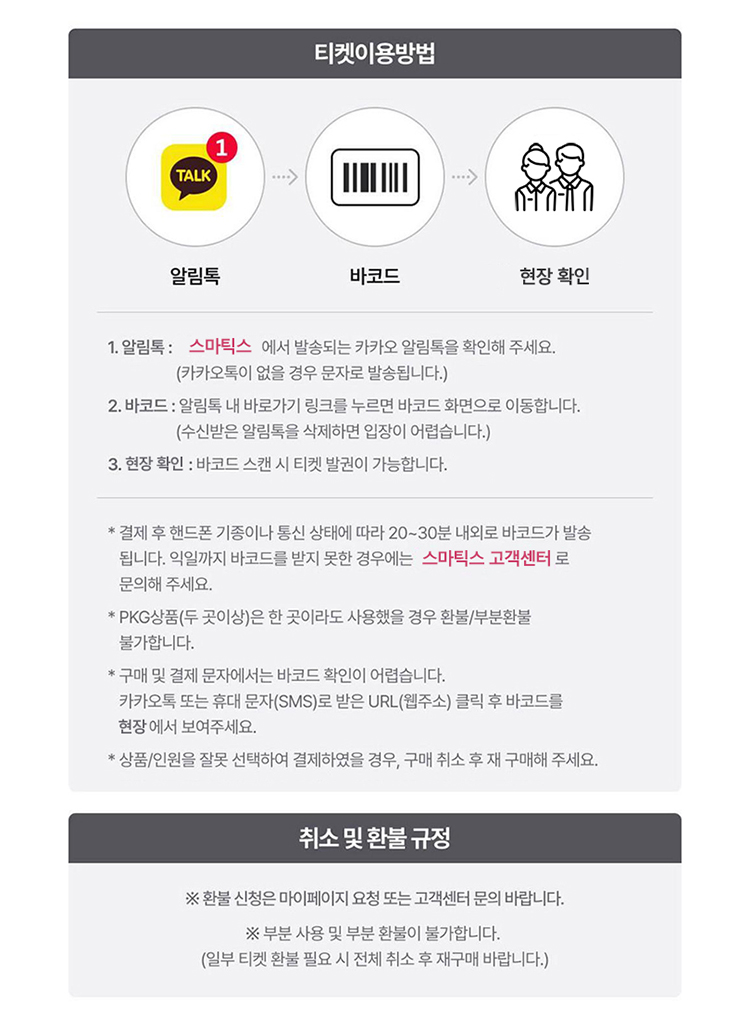 티켓이용방법
1
TALK
알림톡
바코드
현장 확인
1. 알림톡 : 스마틱스 에서 발송되는 카카오 알림톡을 확인해 주세요.
(카카오톡이 없을 경우 문자로 발송됩니다.)
2. 바코드 : 알림톡 내 바로가기 링크를 누르면 바코드 화면으로 이동합니다.
(수신받은 알림톡을 삭제하면 입장이 어렵습니다.)
3. 현장 확인 : 바코드 스캔 시 티켓 발권이 가능합니다.
* 결제 후 핸드폰 기종이나 통신 상태에 따라 20~30분 내외로 바코드가 발송
됩니다. 익일까지 바코드를 받지 못한 경우에는 스마틱스 고객센터 로
문의해 주세요.
* PKG상품(두 곳이상)은 한 곳이라도 사용했을 경우 환불/부분환불
불가합니다.
* 구매 및 결제 문자에서는 바코드 확인이 어렵습니다.
카카오톡 또는 휴대 문자(SMS)로 받은 URL(웹주소) 클릭 후 바코드를
현장 에서 보여주세요.
* 상품/인원을 잘못 선택하여 결제하였을 경우, 구매 취소 후 재 구매해 주세요.
취소 및 환불 규정
※ 환불 신청은 마이페이지 요청 또는 고객센터 문의 바랍니다.
※ 부분 사용 및 부분 환불이 불가합니다.
(일부 티켓 환불 필요 시 전체 취소 후 재구매 바랍니다.)